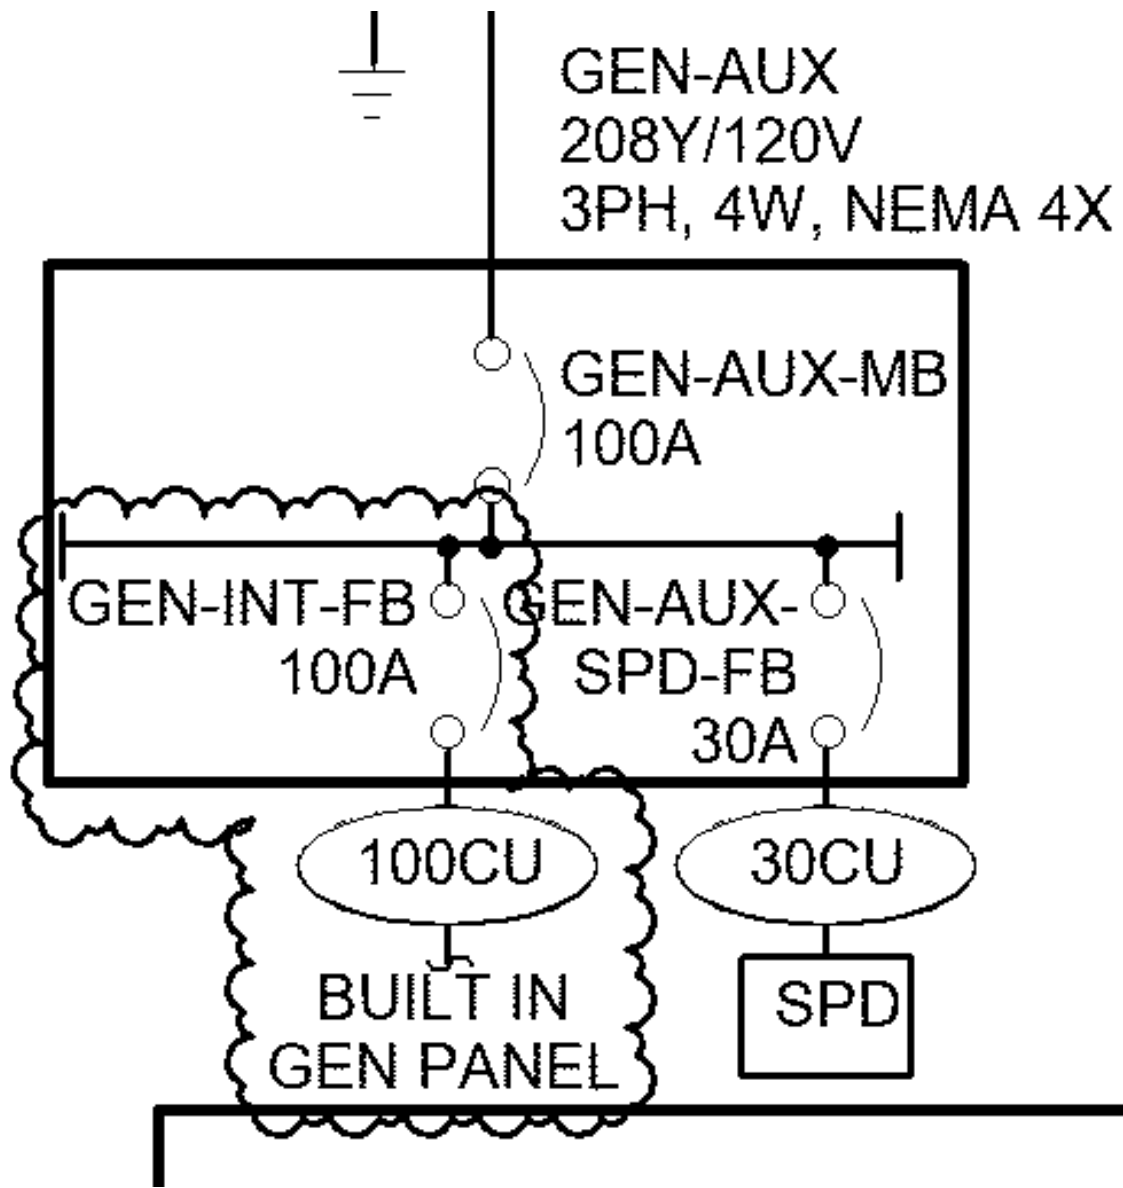 GEN-AUX
208Y/120V
3PH, 4W, NEMA 4X
GEN-AUX-MB
100A
GEN-INT-FB
100A
GEN-AUX-
SPD-FB
30A
100CU
30CU
BUILT IN
GEN PANEL
SPD